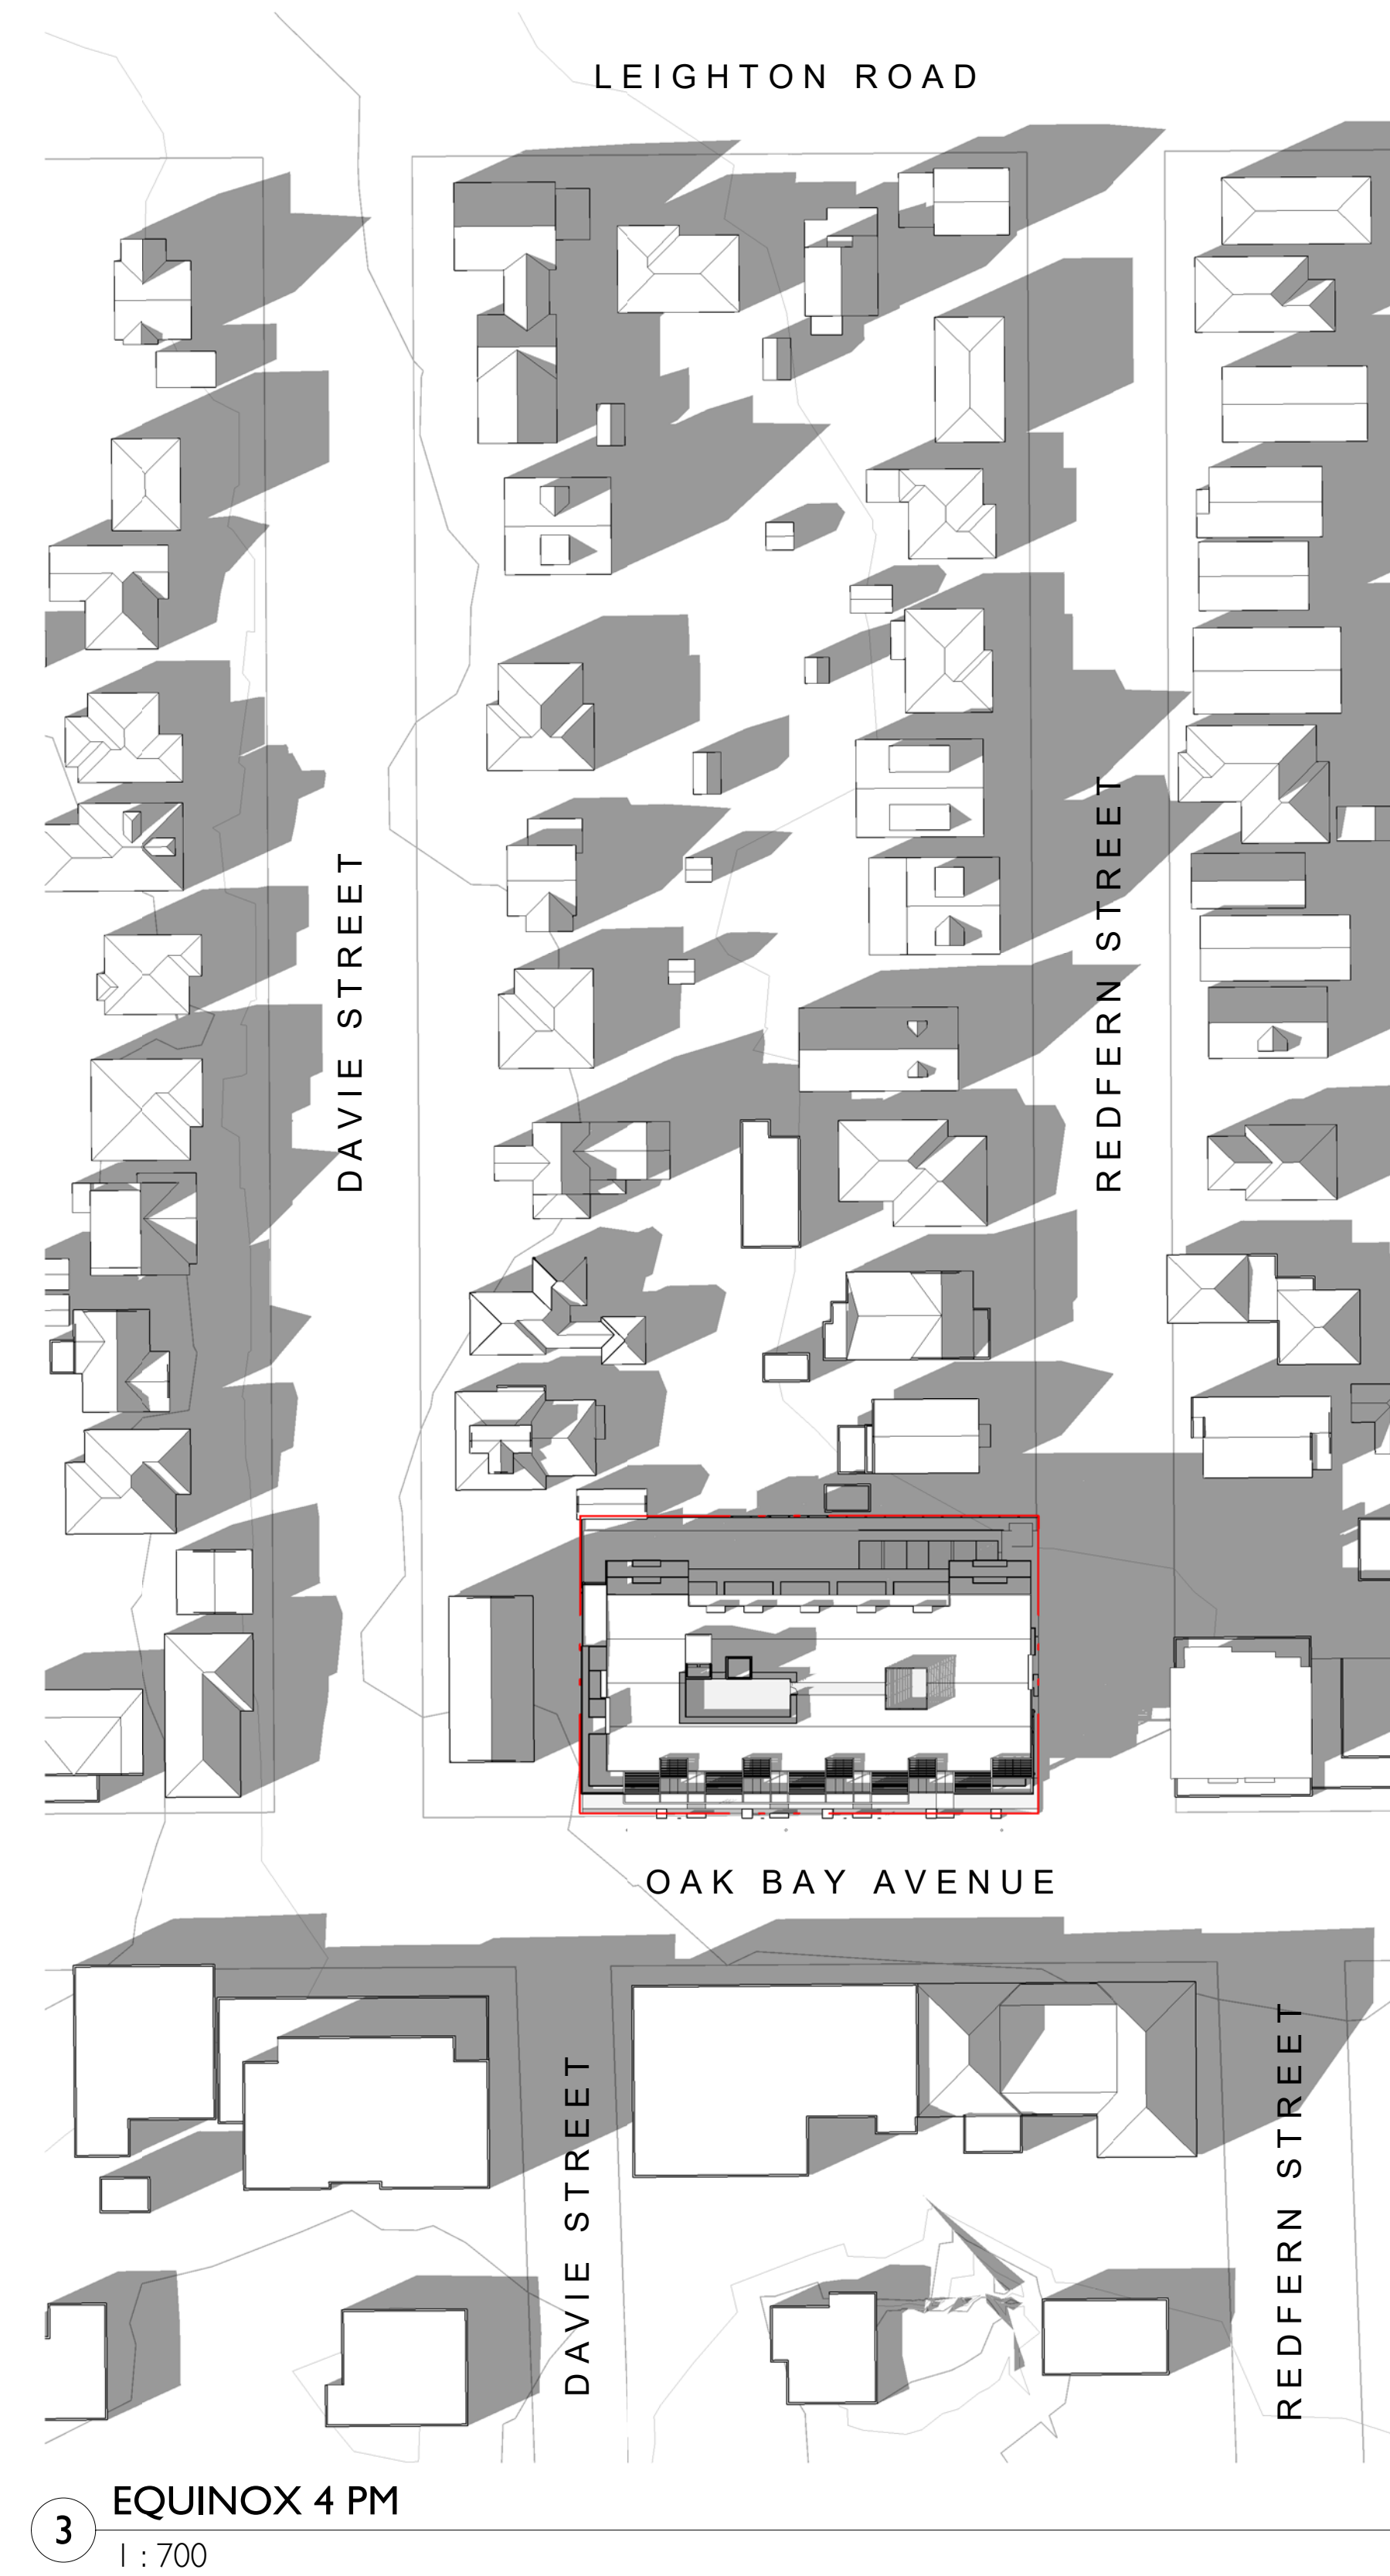 LEIGHTON ROAD
DAVIE STREET
REDFERN STREET
OAK BAY AVENUE
DAVIE STREET
REDFERN STREET
3
EQUINOX 4 PM
1 : 700